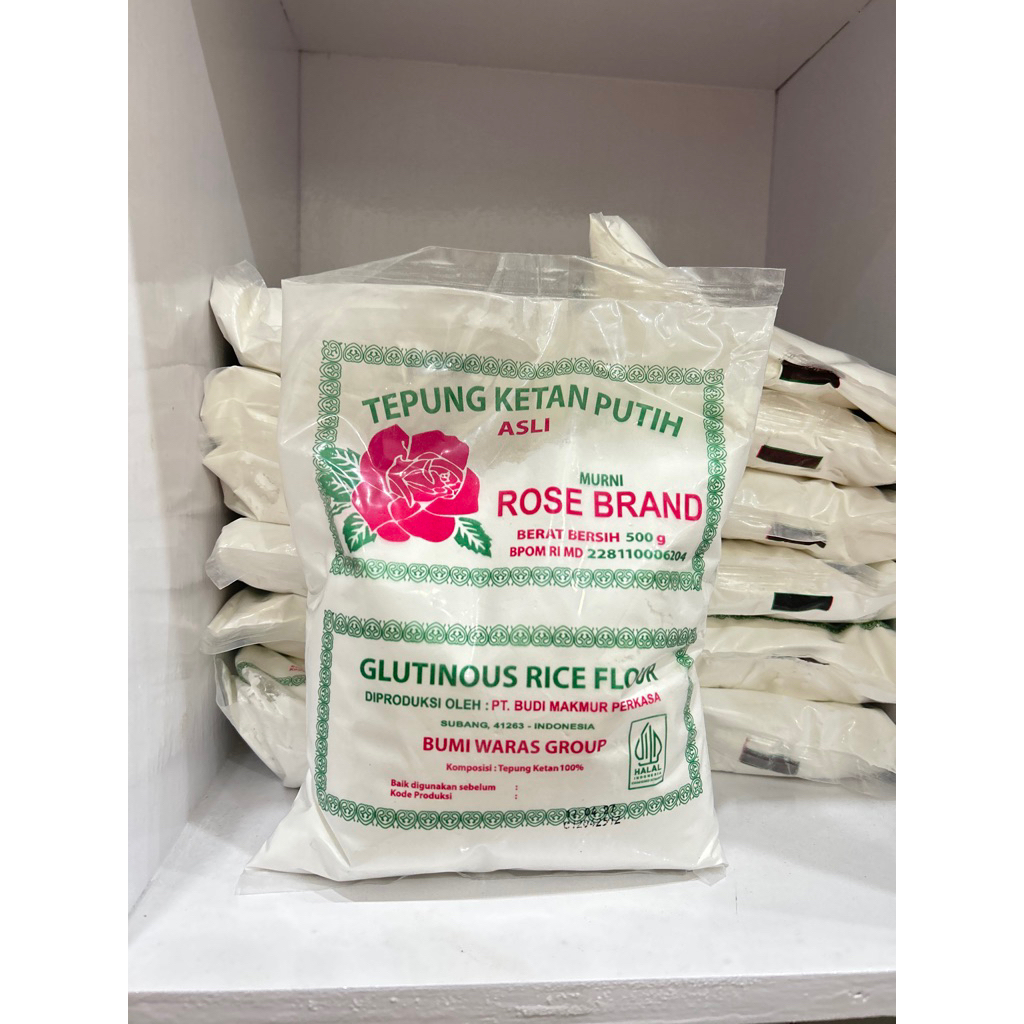 TEPUNG KETAN PUTIH
ASLI
MURNI
ROSE BRAND
BERAT BERSIH 500 g
BPOM RI MD 228110006204
GLUTINOUS RICE FLOUR
DIPRODUKSI OLEH : PT. BUDI MAKMUR PERKASA
SUBANG, 41263 - INDONESIA
BUMI WARAS GROUP
HALAL
INDONESIA
Komposisi : Tepung Ketan 100%
Baik digunakan sebelum :
Kode Produksi :